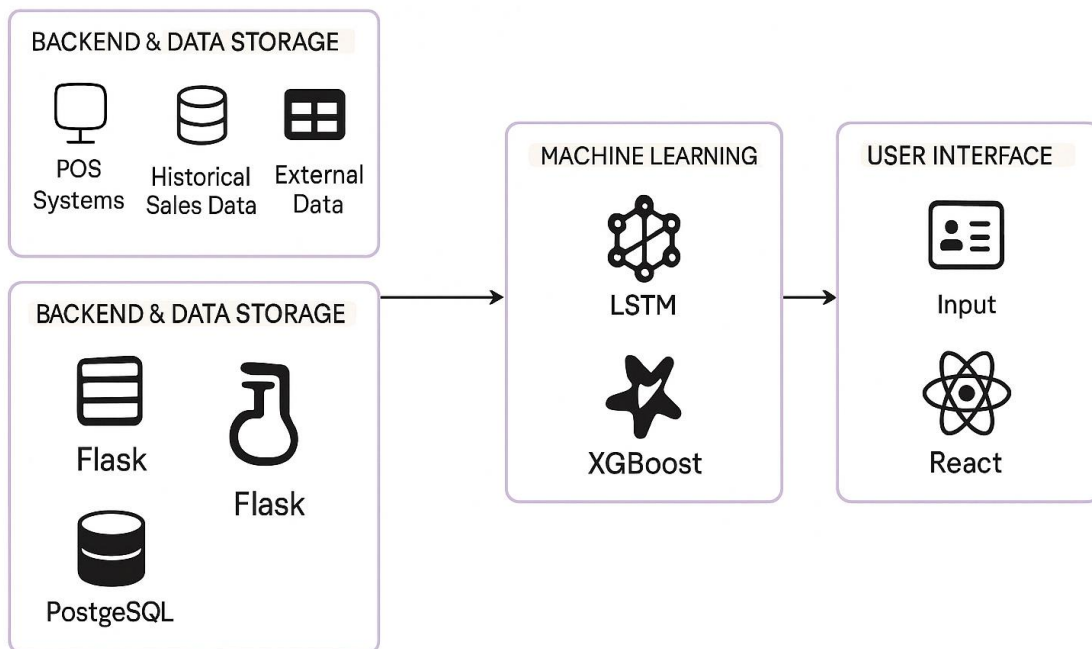 BACKEND & DATA STORAGE
POS
Systems
Historical
Sales Data
External
Data
BACKEND & DATA STORAGE
Flask
Flask
PostgeSQL
MACHINE LEARNING
LSTM
XGBoost
USER INTERFACE
Input
React